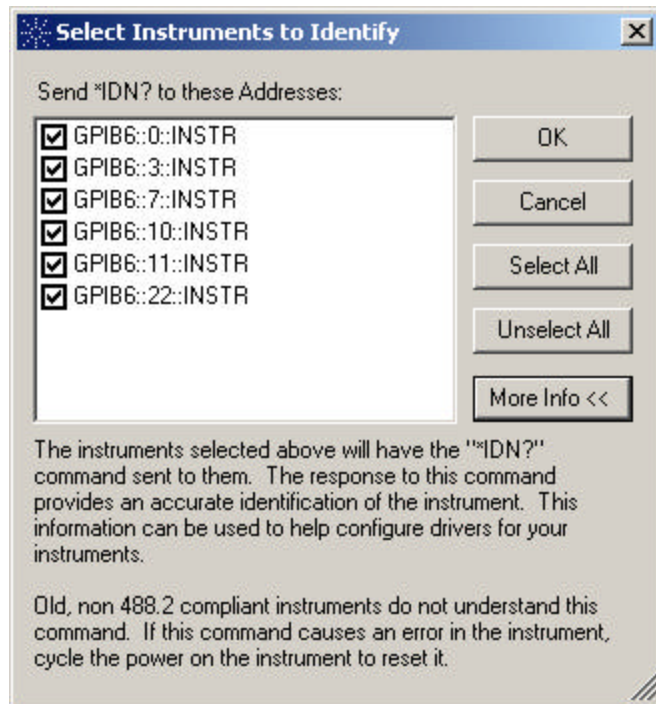 Select Instruments to Identify
Send *IDN? to these Addresses:
GPIB6::0::INSTR
GPIB6::3::INSTR
GPIB6::7::INSTR
GPIB6::10::INSTR
GPIB6::11::INSTR
GPIB6::22::INSTR
OK
Cancel
Select All
Unselect All
More Info <<
The instruments selected above will have the "*IDN?"
command sent to them.  The response to this command
provides an accurate identification of the instrument.  This
information can be used to help configure drivers for your
instruments.
Old, non 488.2 compliant instruments do not understand this
command.  If this command causes an error in the instrument,
cycle the power on the instrument to reset it.